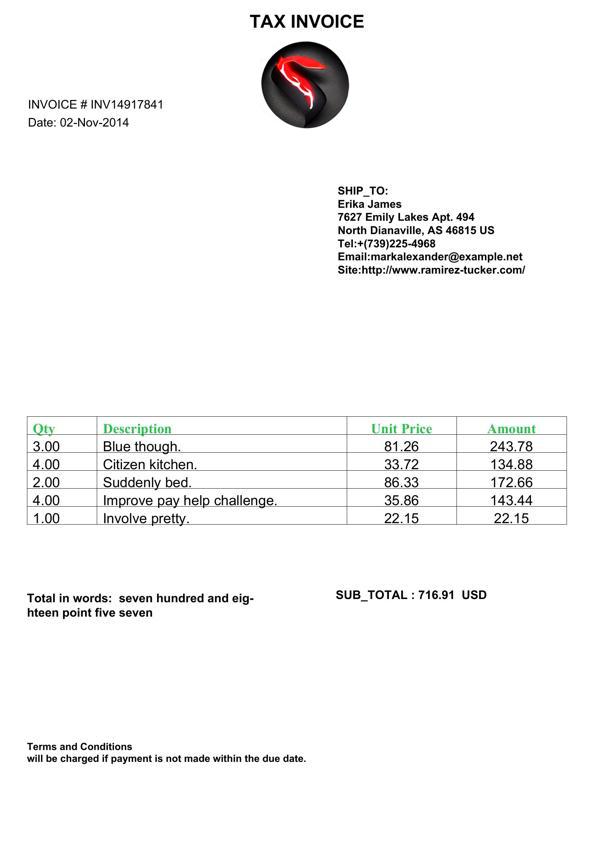 TAX INVOICE
INVOICE # INV14917841
Date: 02-Nov-2014
SHIP_TO:
Erika James
7627 Emily Lakes Apt. 494
North Dianaville, AS 46815 US
Tel:+(739)225-4968
Email:markalexander@example.net
Site:http://www.ramirez-tucker.com/
Qty Description Unit Price Amount
3.00 Blue though. 81.26 243.78
4.00 Citizen kitchen. 33.72 134.88
2.00 Suddenly bed. 86.33 172.66
4.00 Improve pay help challenge. 35.86 143.44
1.00 Involve pretty. 22.15 22.15
Total in words:  seven hundred and eig-
hteen point five seven
SUB_TOTAL : 716.91  USD
Terms and Conditions
will be charged if payment is not made within the due date.